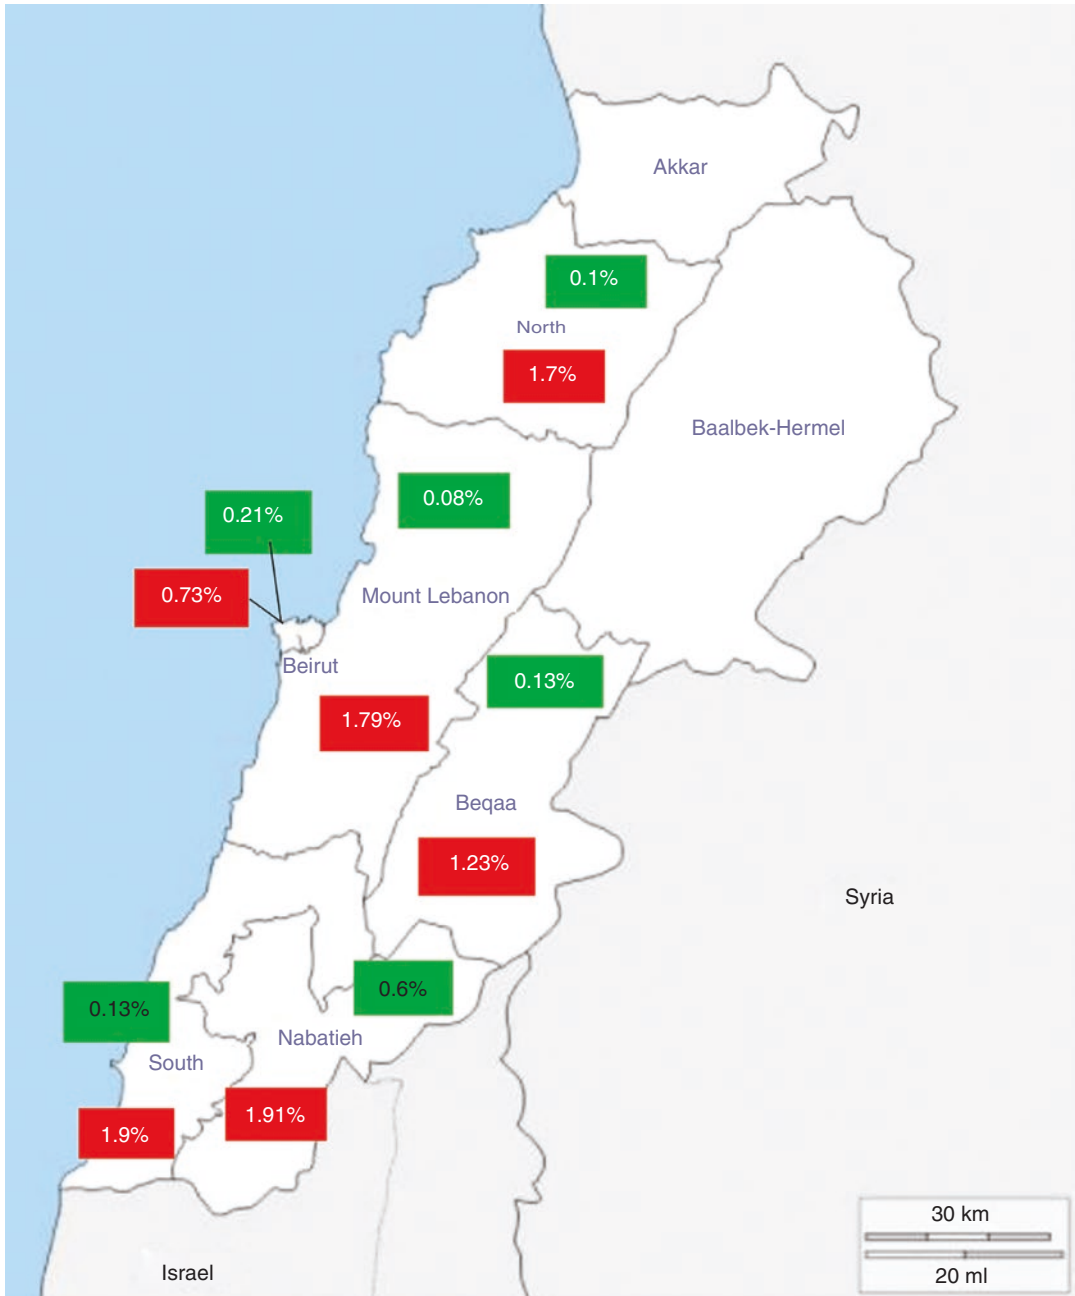 Akkar
0.1%
North
1.7%
Baalbek-Hermel
0.08%
0.21%
0.73%
Mount Lebanon
Beirut
0.13%
1.79%
Beqaa
1.23%
Syria
0.6%
0.13%
Nabatieh
South
1.91%
1.9%
30 km
20 ml
Israel